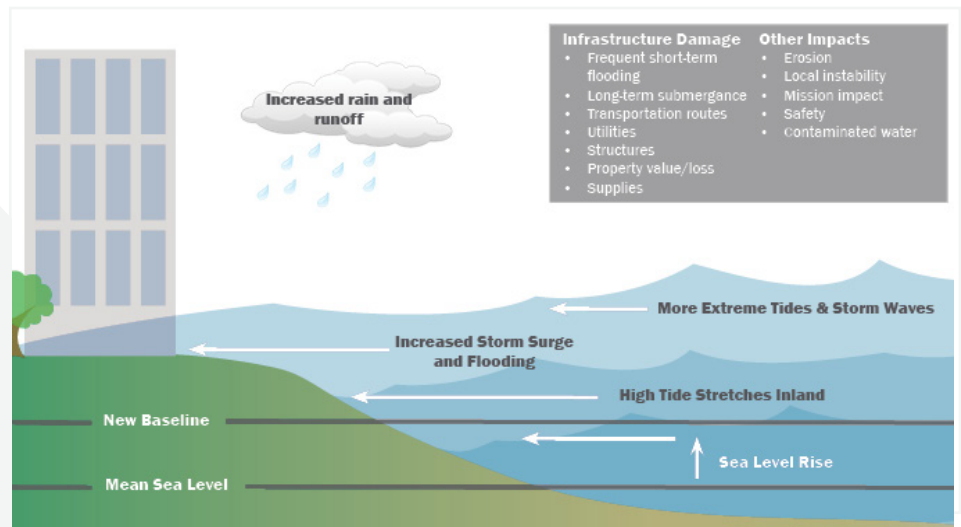 Infrastructure Damage
• Frequent short-term
flooding
• Long-term submergance
• Transportation routes
• Utilities
• Structures
• Property value/loss
• Supplies
Other Impacts
• Erosion
• Local instability
• Mission impact
• Safety
• Contaminated water
Increased rain and
runoff
More Extreme Tides & Storm Waves
Increased Storm Surge
and Flooding
High Tide Stretches Inland
New Baseline
Sea Level Rise
Mean Sea Level